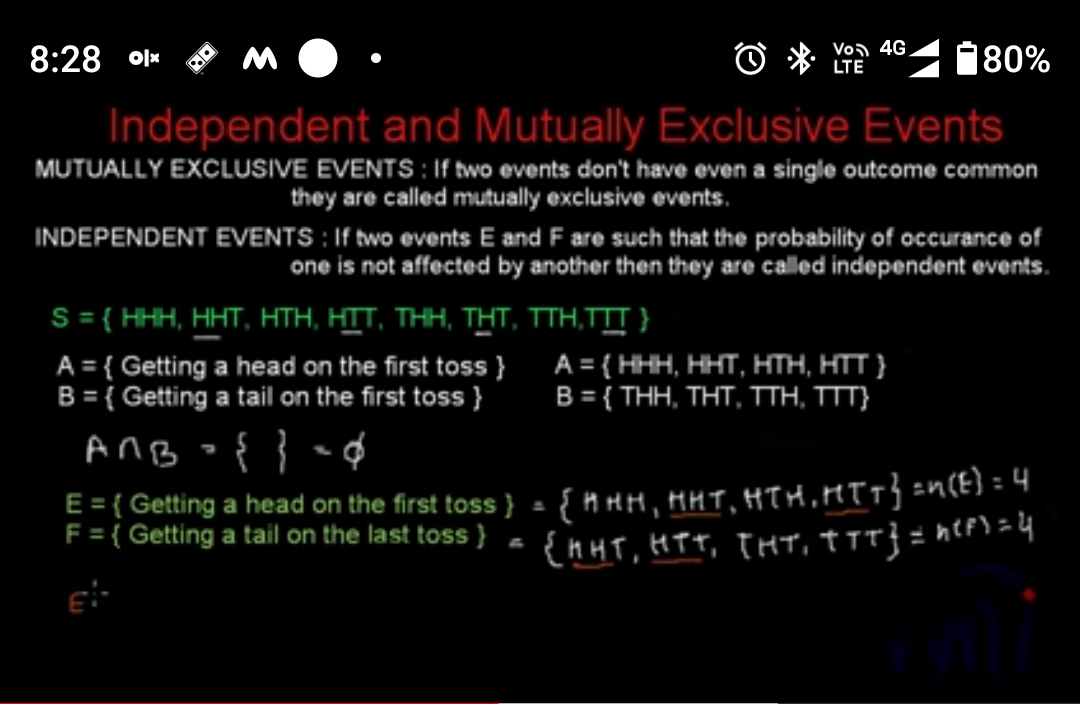 8:28 olx VoLTE 4G 80%
Independent and Mutually Exclusive Events
MUTUALLY EXCLUSIVE EVENTS : If two events don't have even a single outcome common
they are called mutually exclusive events.
INDEPENDENT EVENTS : If two events E and F are such that the probability of occurance of
one is not affected by another then they are called independent events.
S = { HHH, HHT, HTH, HTT, THH, THT, TTH,TTT }
A = { Getting a head on the first toss } A = { HHH, HHT, HTH, HTT }
B = { Getting a tail on the first toss } B = { THH, THT, TTH, TTT}
A∩B = { } = ϕ
E = { Getting a head on the first toss } = {HHH, HHT, HTH, HTT} = n(E) = 4
F = { Getting a tail on the last toss } = {HHT, HTT, THT, TTT} = n(F) = 4
E